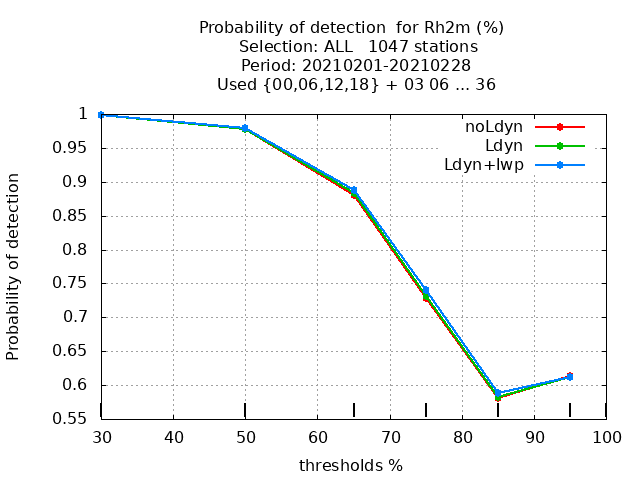 Probability of detection  for Rh2m (%)
Selection: ALL   1047 stations
Period: 20210201-20210228
Used {00,06,12,18} + 03 06 ... 36
noLdyn
Ldyn
Ldyn+lwp
Probability of detection
1
0.95
0.9
0.85
0.8
0.75
0.7
0.65
0.6
0.55
30 40 50 60 70 80 90 100
thresholds %